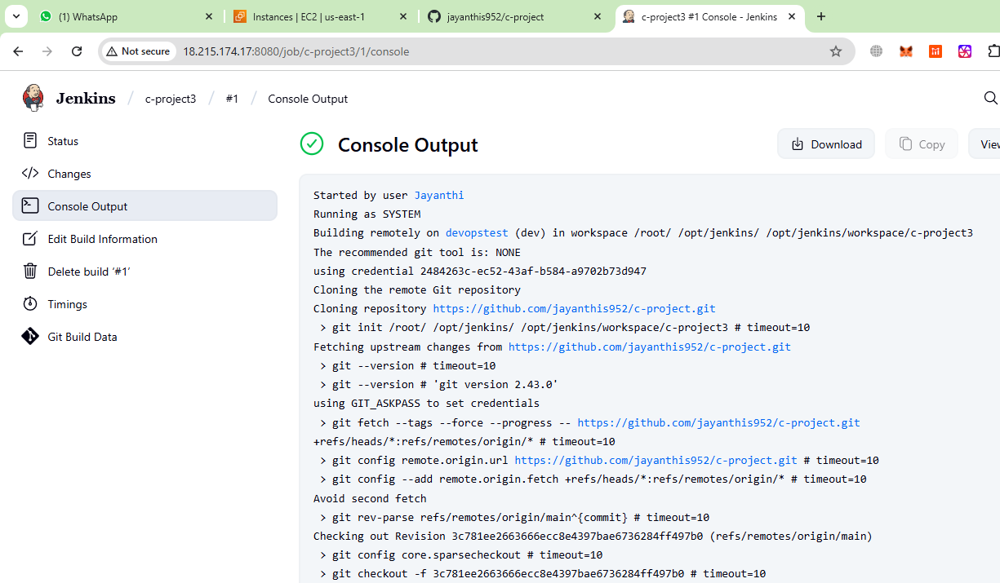 (1) WhatsApp
Instances | EC2 | us-east-1
jayanthis952/c-project
c-project3 #1 Console - Jenkins
Not secure
18.215.174.17:8080/job/c-project3/1/console
Jenkins / c-project3 / #1 / Console Output
Status
Changes
Console Output
Edit Build Information
Delete build ‘#1’
Timings
Git Build Data
Console Output
Download
Copy
View
Started by user Jayanthi
Running as SYSTEM
Building remotely on devopstest (dev) in workspace /root/ /opt/jenkins/ /opt/jenkins/workspace/c-project3
The recommended git tool is: NONE
using credential 2484263c-ec52-43af-b584-a9702b73d947
Cloning the remote Git repository
Cloning repository https://github.com/jayanthis952/c-project.git
> git init /root/ /opt/jenkins/ /opt/jenkins/workspace/c-project3 # timeout=10
Fetching upstream changes from https://github.com/jayanthis952/c-project.git
> git --version # timeout=10
> git --version # 'git version 2.43.0'
using GIT_ASKPASS to set credentials
> git fetch --tags --force --progress -- https://github.com/jayanthis952/c-project.git
+refs/heads/*:refs/remotes/origin/* # timeout=10
> git config remote.origin.url https://github.com/jayanthis952/c-project.git # timeout=10
> git config --add remote.origin.fetch +refs/heads/*:refs/remotes/origin/* # timeout=10
Avoid second fetch
> git rev-parse refs/remotes/origin/main^{commit} # timeout=10
Checking out Revision 3c781ee2663666ecc8e4397bae6736284ff497b0 (refs/remotes/origin/main)
> git config core.sparsecheckout # timeout=10
> git checkout -f 3c781ee2663666ecc8e4397bae6736284ff497b0 # timeout=10